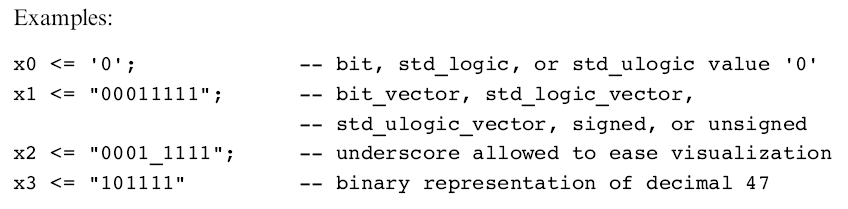 Examples:
x0 <= '0'; -- bit, std_logic, or std_ulogic value '0'
x1 <= "00011111"; -- bit_vector, std_logic_vector,
-- std_ulogic_vector, signed, or unsigned
x2 <= "0001_1111"; -- underscore allowed to ease visualization
x3 <= "101111" -- binary representation of decimal 47